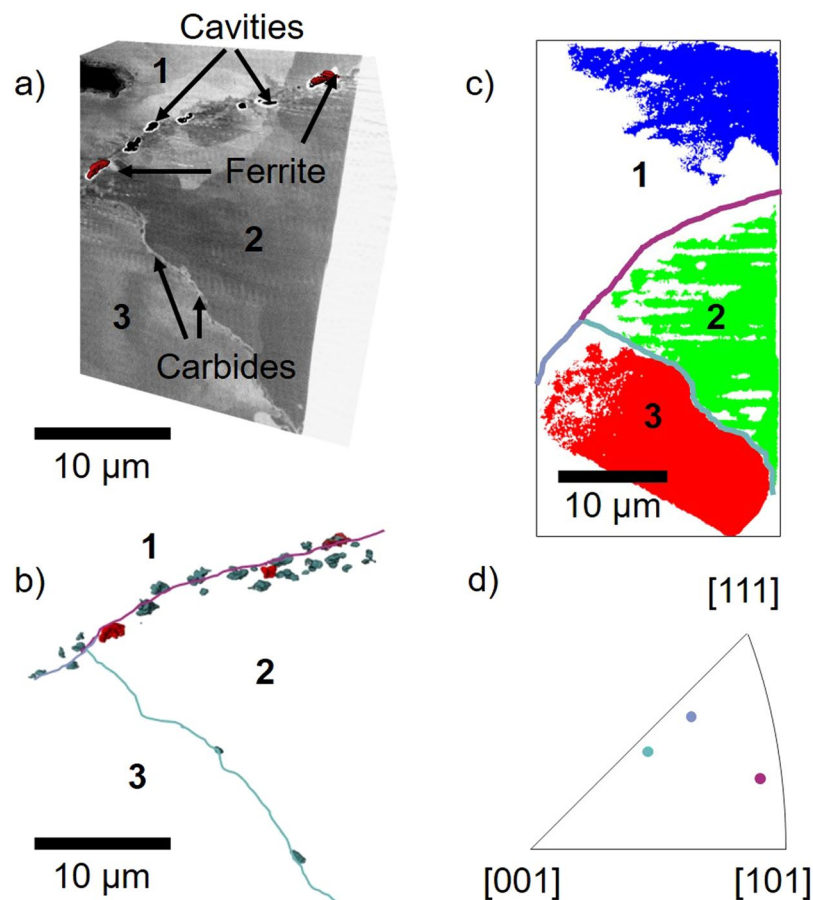 Cavities
a)
1
Ferrite
2
3
Carbides
10 µm
c)
1
2
3
10 µm
b)
1
2
3
10 µm
d)
[111]
[001]
[101]